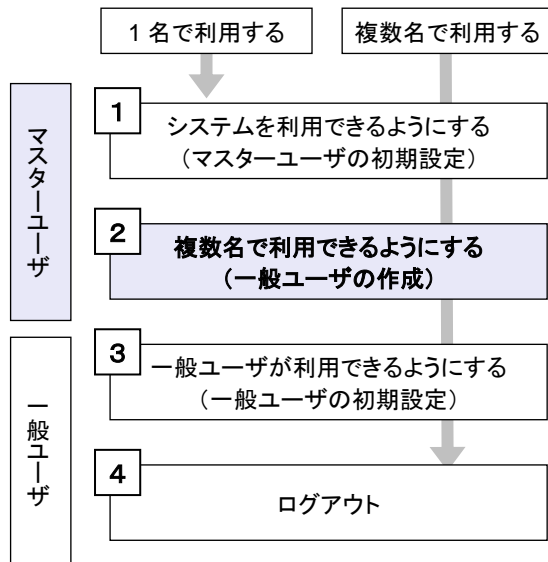 1 名で利用する
複数名で利用する
マスターユーザ
1
システムを利用できるようにする
（マスターユーザの初期設定）
2
複数名で利用できるようにする
（一般ユーザの作成）
一般ユーザ
3
一般ユーザが利用できるようにする
（一般ユーザの初期設定）
4
ログアウト